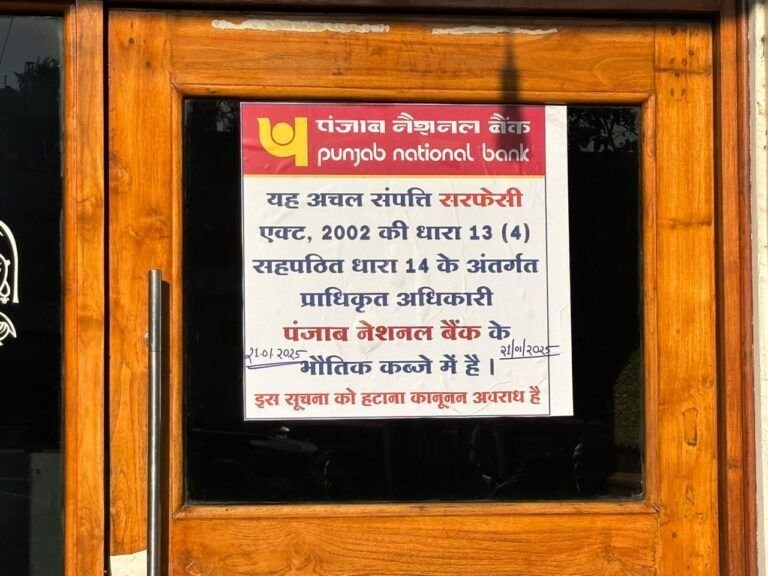 पंजाब नैशनल बैंक
punjab national bank
यह अचल संपत्ति सरफेसी
एक्ट, 2002 की धारा 13 (4)
सहपठित धारा 14 के अंतर्गत
प्राधिकृत अधिकारी
पंजाब नेशनल बैंक के
21.01.2025
21/01/2025
भौतिक कब्जे में है।
इस सूचना को हटाना कानूनन अपराध है